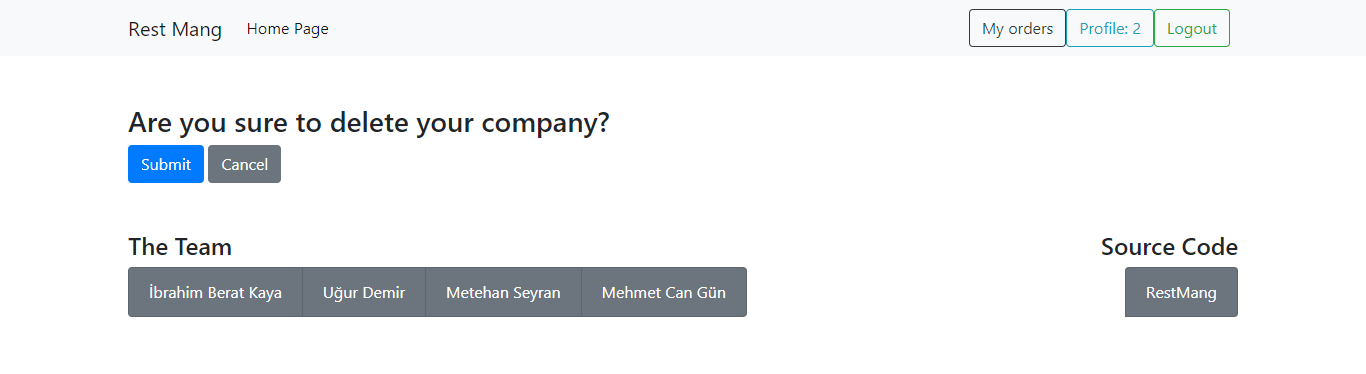 Rest Mang Home Page My orders Profile: 2 Logout
Are you sure to delete your company?
Submit Cancel
The Team Source Code
İbrahim Berat Kaya Uğur Demir Metehan Seyran Mehmet Can Gün RestMang